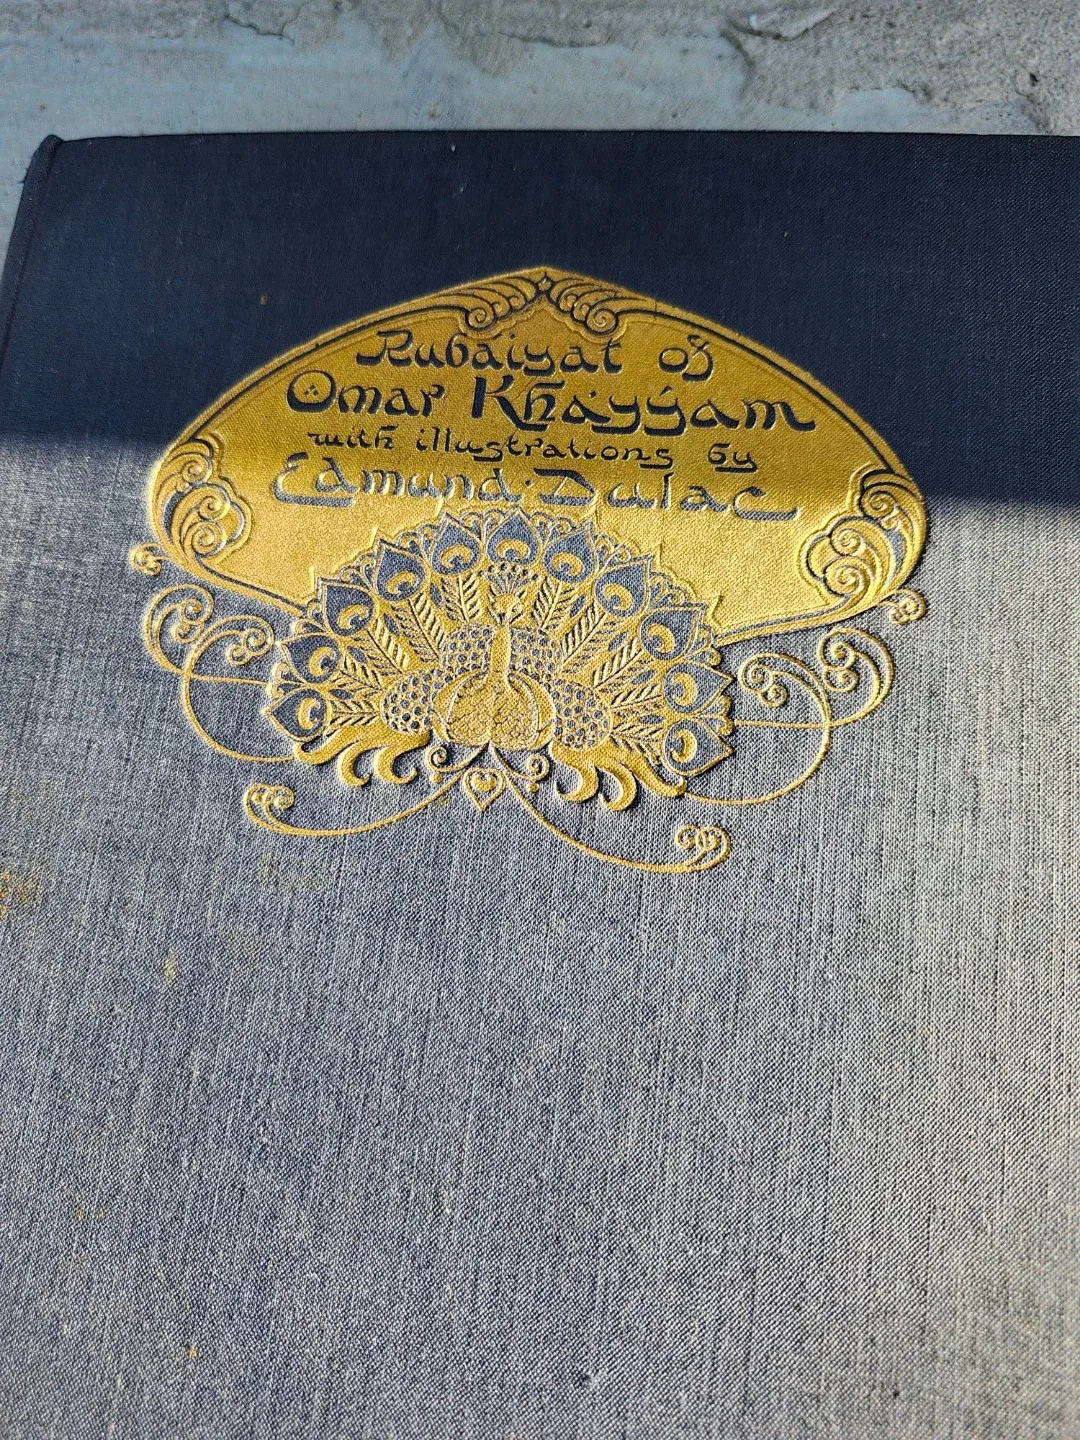 Rubaiyat of
Omar Khayyam
with illustrations by
Edmund Dulac